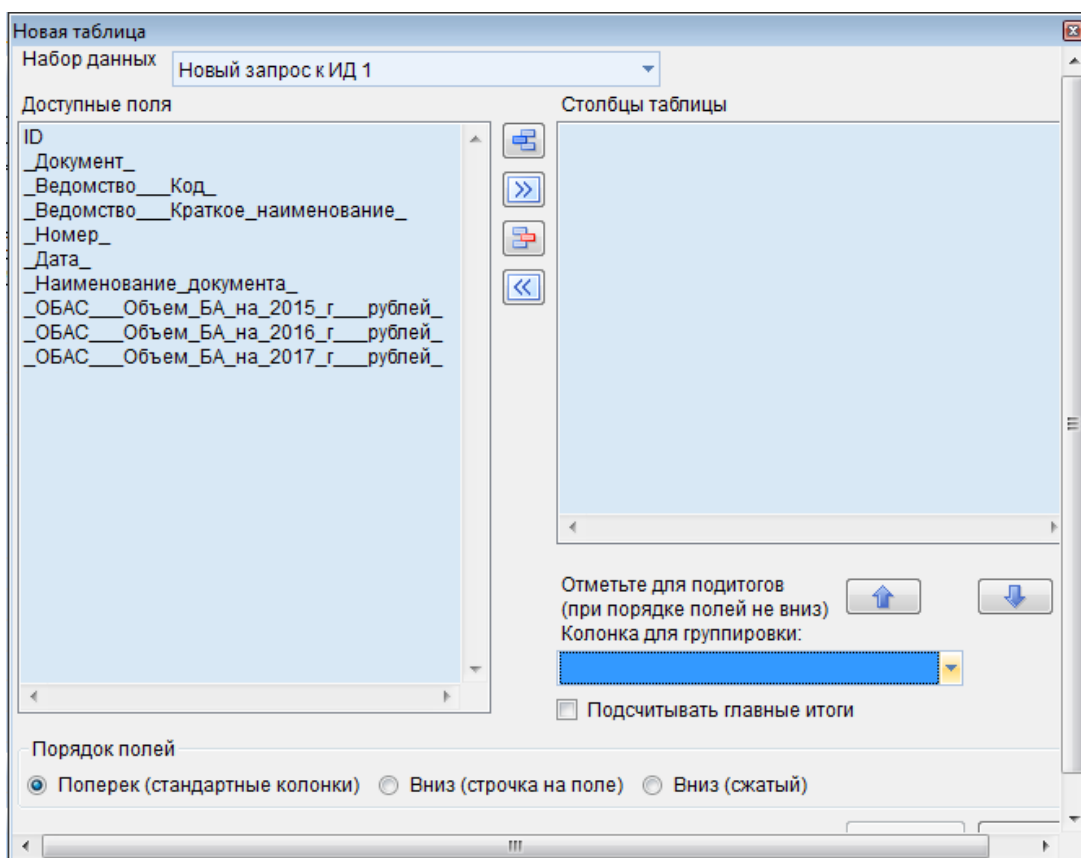 Новая таблица
Набор данных
Новый запрос к ИД 1
Доступные поля
Столбцы таблицы
ID
_Документ_
_Ведомство___Код_
_Ведомство___Краткое_наименование_
_Номер_
_Дата_
_Наименование_документа_
_ОБАС___Объем_БА_на_2015_г___рублей_
_ОБАС___Объем_БА_на_2016_г___рублей_
_ОБАС___Объем_БА_на_2017_г___рублей_
Отметьте для подитогов
(при порядке полей не вниз)
Колонка для группировки:
Подсчитывать главные итоги
Порядок полей
Поперек (стандартные колонки)
Вниз (строчка на поле)
Вниз (сжатый)